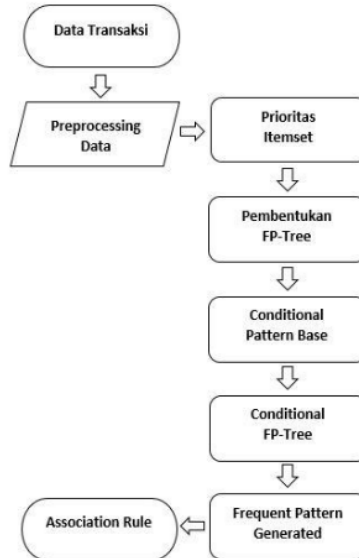 Data Transaksi
Preprocessing
Data
Prioritas
Itemset
Pembentukan
FP-Tree
Conditional
Pattern Base
Conditional
FP-Tree
Frequent Pattern
Generated
Association Rule